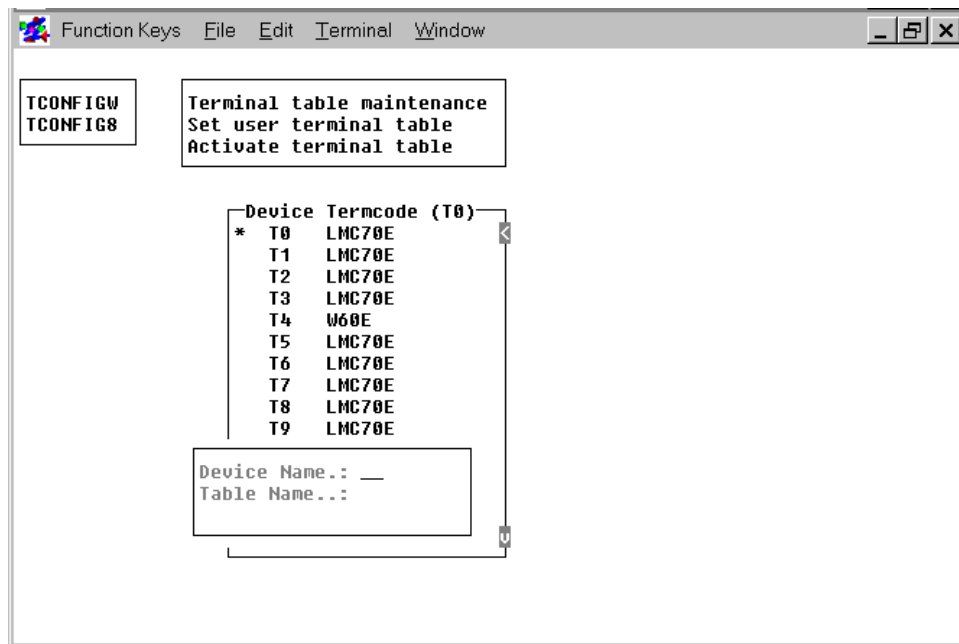 Function Keys File Edit Terminal Window
TCONFIGW
TCONFIG8
Terminal table maintenance
Set user terminal table
Activate terminal table
Device Termcode (T0)
* T0 LMC70E
T1 LMC70E
T2 LMC70E
T3 LMC70E
T4 W60E
T5 LMC70E
T6 LMC70E
T7 LMC70E
T8 LMC70E
T9 LMC70E
Device Name.: __
Table Name..: